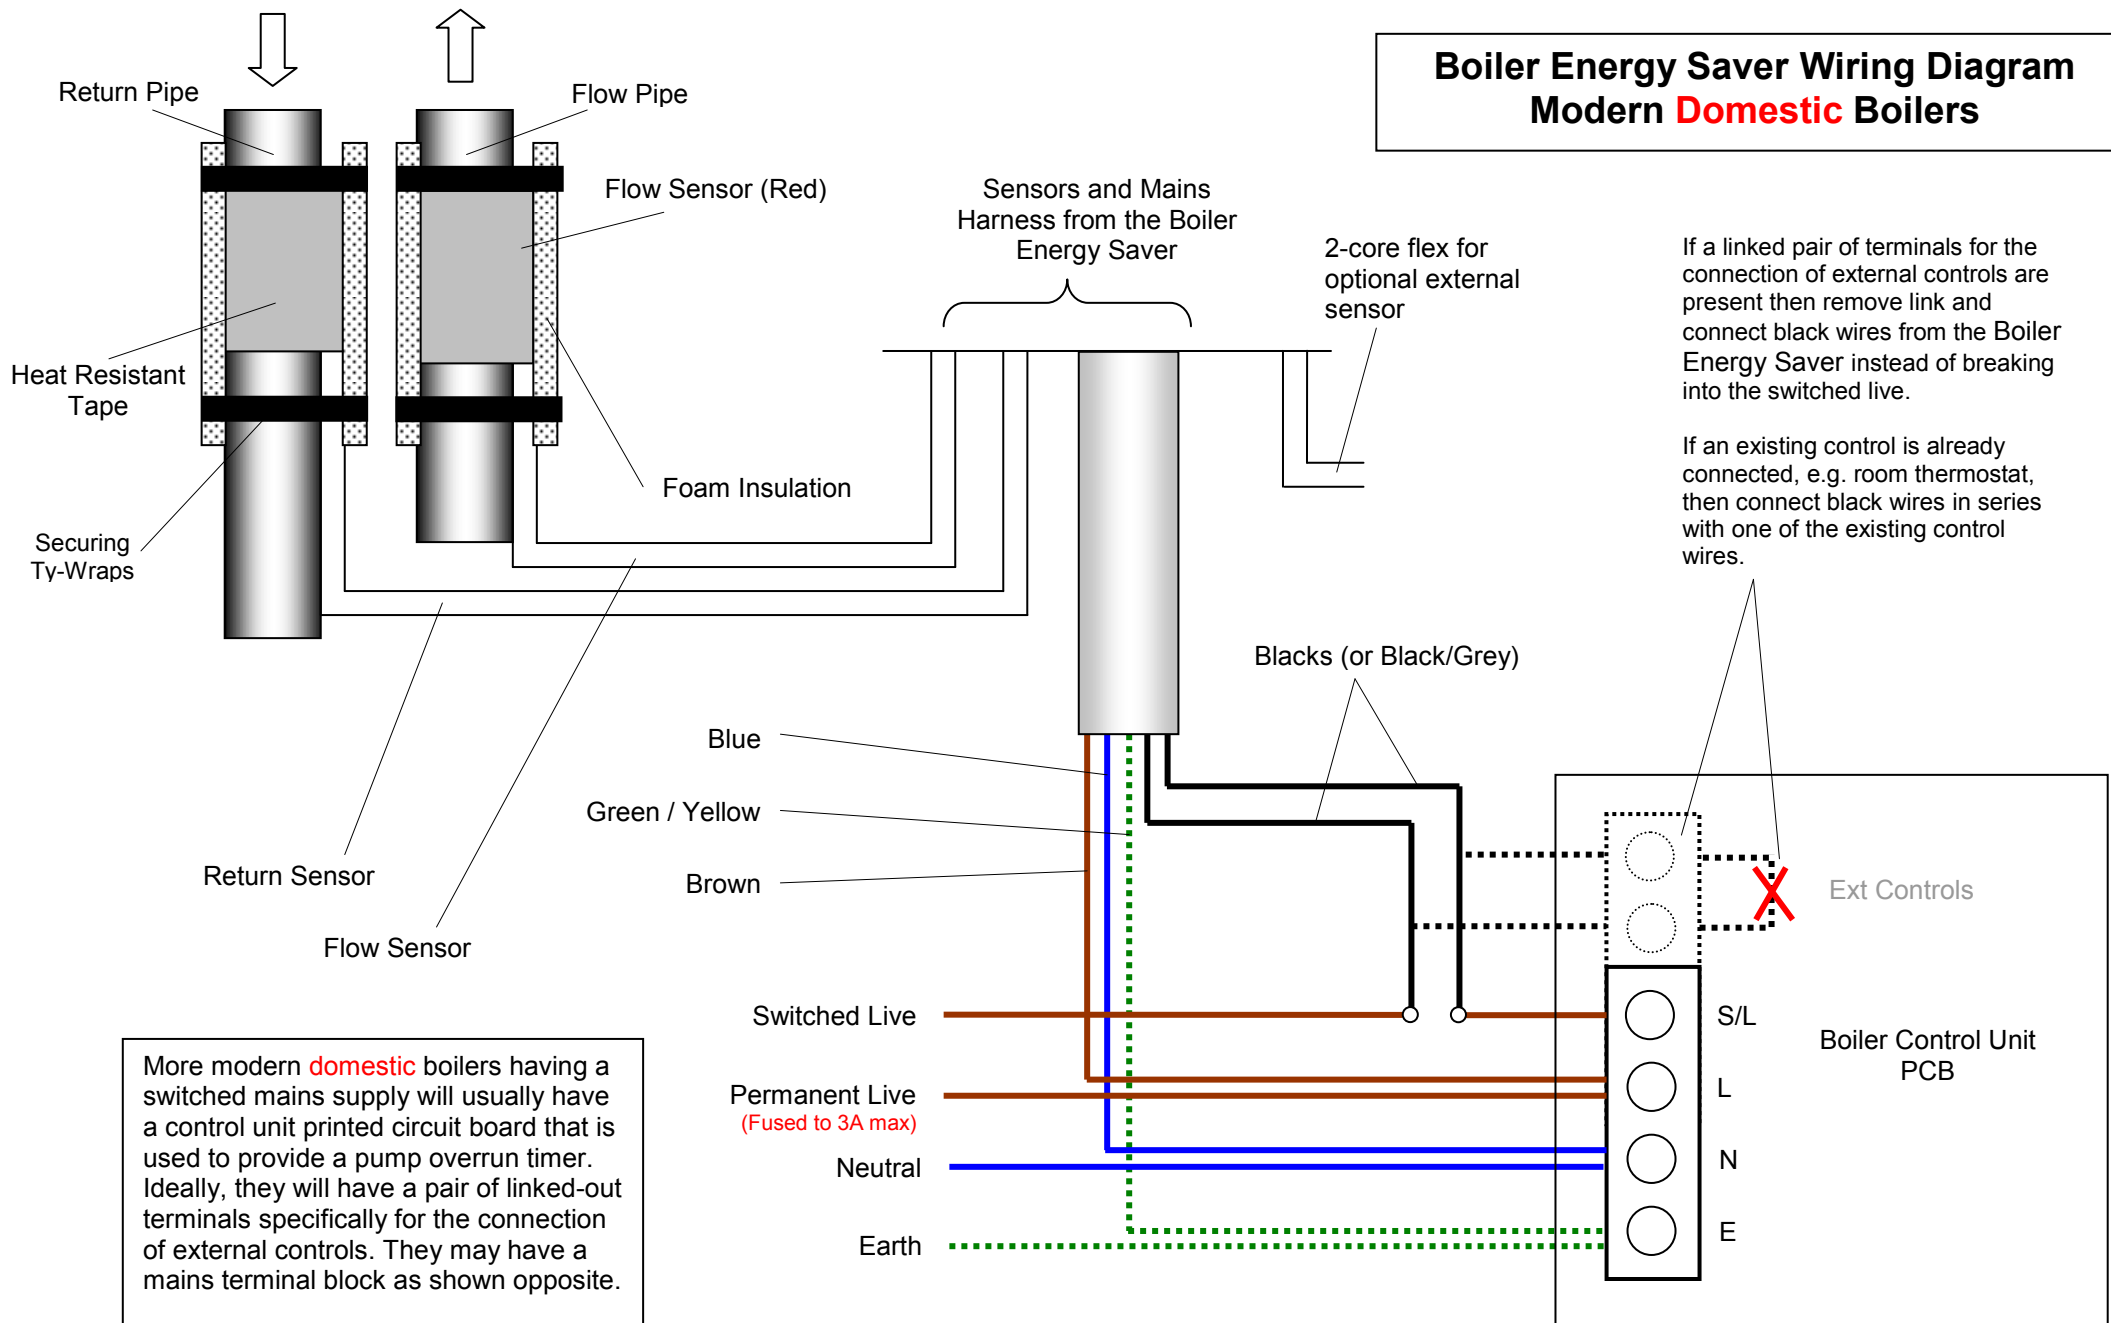 Boiler Energy Saver Wiring Diagram
Modern Domestic Boilers
Return Pipe
Flow Pipe
Flow Sensor (Red)
Sensors and Mains
Harness from the Boiler
Energy Saver
2-core flex for
optional external
sensor
If a linked pair of terminals for the
connection of external controls are
present then remove link and
connect black wires from the Boiler
Energy Saver instead of breaking
into the switched live.
If an existing control is already
connected, e.g. room thermostat,
then connect black wires in series
with one of the existing control
wires.
Heat Resistant
Tape
Foam Insulation
Securing
Ty-Wraps
Blacks (or Black/Grey)
Blue
Green / Yellow
Brown
Return Sensor
Flow Sensor
Ext Controls
Switched Live
S/L
Boiler Control Unit
PCB
Permanent Live
(Fused to 3A max)
L
Neutral
N
Earth
E
More modern domestic boilers having a
switched mains supply will usually have
a control unit printed circuit board that is
used to provide a pump overrun timer.
Ideally, they will have a pair of linked-out
terminals specifically for the connection
of external controls. They may have a
mains terminal block as shown opposite.